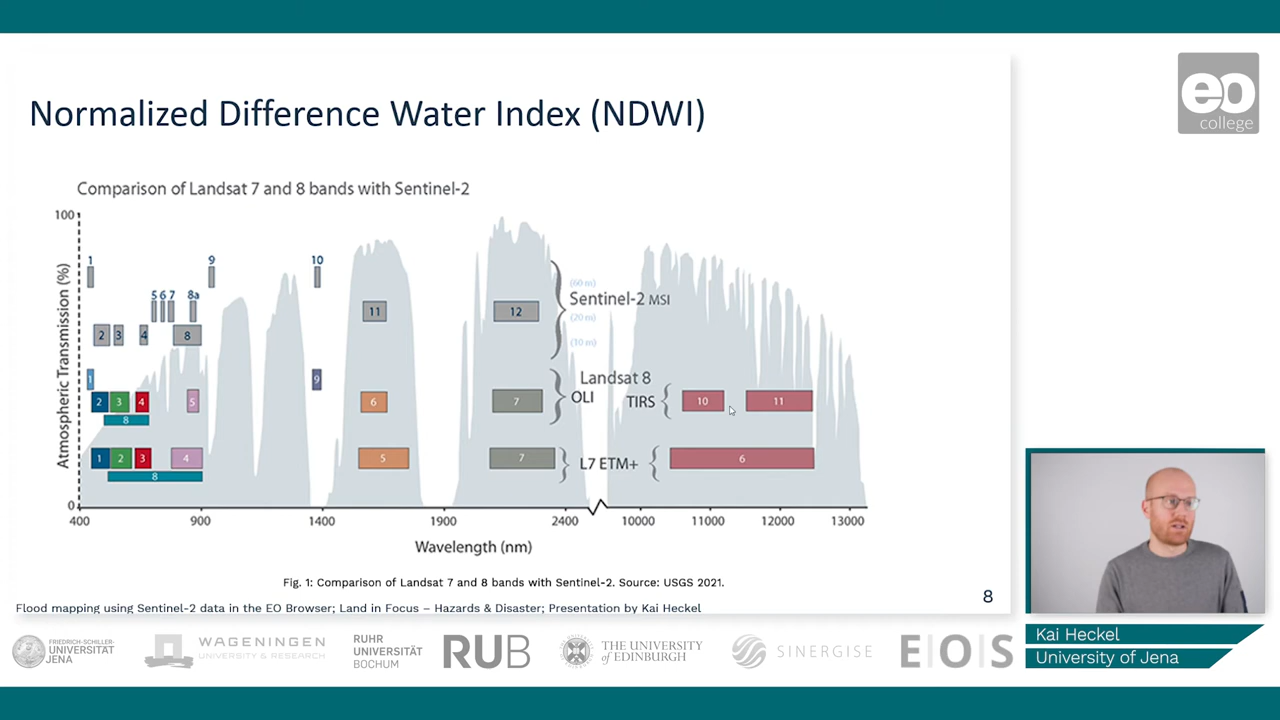 eo
college
Normalized Difference Water Index (NDWI)
Comparison of Landsat 7 and 8 bands with Sentinel-2
100
Atmospheric Transmission (%)
1
9
10
5 6 7 8a
11
12
2 3 4 8
(60 m)
Sentinel-2 MSI
(20 m)
(10 m)
1
9
Landsat 8
OLI
TIRS
2 3 4 5 6 7 10 11
8
1 2 3 4 5 7
L7 ETM+
6
8
0
400 900 1400 1900 2400 10000 11000 12000 13000
Wavelength (nm)
Fig. 1: Comparison of Landsat 7 and 8 bands with Sentinel-2. Source: USGS 2021.
8
Flood mapping using Sentinel-2 data in the EO Browser; Land in Focus – Hazards & Disaster; Presentation by Kai Heckel
Kai Heckel
University of Jena
FRIEDRICH-SCHILLER-
UNIVERSITÄT
JENA
WAGENINGEN
UNIVERSITY & RESEARCH
RUHR
UNIVERSITÄT
BOCHUM
RUB
THE UNIVERSITY
of EDINBURGH
SINERGISE
E|O|S